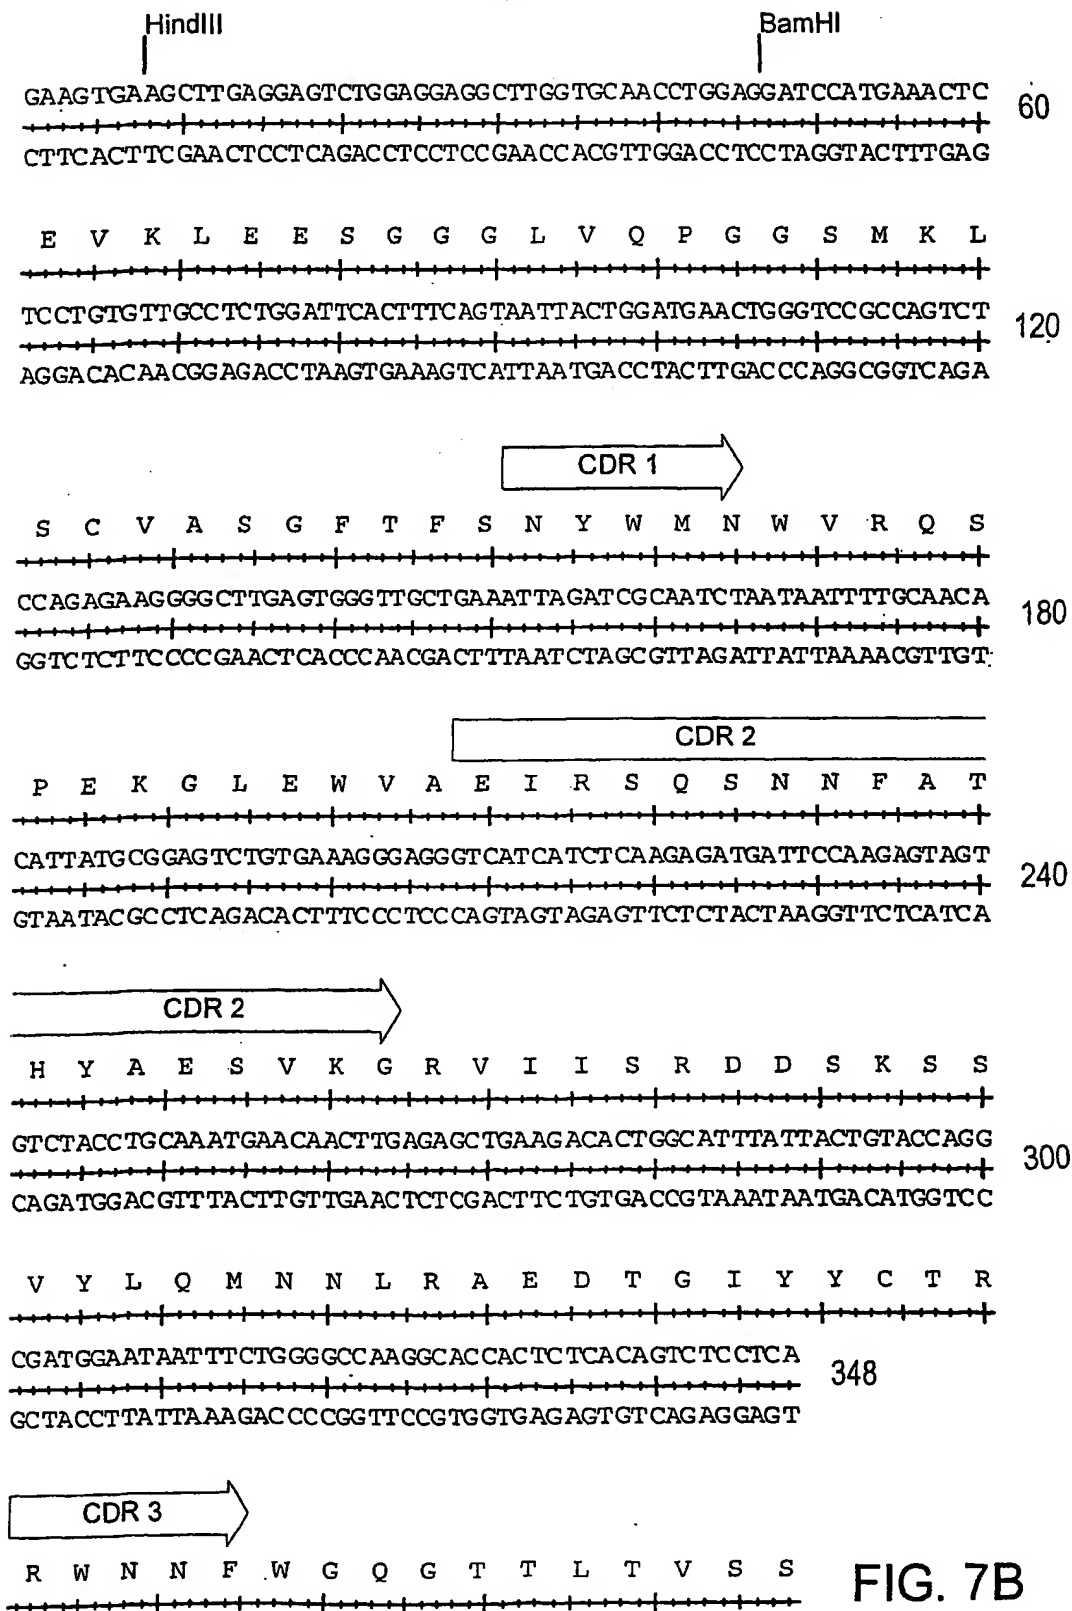 HindIII BamHI
GAAGTGAAGCTTGAGGAGTCTGGAGGAGGCTTGGTGCAACCTGGAGGATCCATGAAACTC 60
CTTCACTTCGAACTCCTCAGACCTCCTCCGAACCACGTTGGACCTCCTAGGTACTTTGAG
E V K L E E S G G G L V Q P G G S M K L
TCCTGTGTTGCCTCTGGATTCACTTTCAGTAATTACTGGATGAACTGGGTCCGCCAGTCT 120
AGGACACAACGGAGACCTAAGTGAAAGTCATTAATGACCTACTTGACCCAGGCGGTCAGA
CDR 1
S C V A S G F T F S N Y W M N W V R Q S
CCAGAGAAGGGGCTTGAGTGGGTTGCTGAAATTAGATCGCAATCTAATAATTTTGCAACA 180
GGTCTCTTCCCCGAACTCACCCAACGACTTTAATCTAGCGTTAGATTATTAAAACGTTGT
CDR 2
P E K G L E W V A E I R S Q S N N F A T
CATTATGCGGAGTCTGTGAAAGGGAGGGTCATCATCTCAAGAGATGATTCCAAGAGTAGT 240
GTAATACGCCTCAGACACTTTCCCTCCCAGTAGTAGAGTTCTCTACTAAGGTTCTCATCA
CDR 2
H Y A E S V K G R V I I S R D D S K S S
GTCTACCTGCAAATGAACAACTTGAGAGCTGAAGACACTGGCATTTATTACTGTACCAGG 300
CAGATGGACGTTTACTTGTTGAACTCTCGACTTCTGTGACCGTAAATAATGACATGGTCC
V Y L Q M N N L R A E D T G I Y Y C T R
CGATGGAATAATTTCTGGGGCCAAGGCACCACTCTCACAGTCTCCTCA 348
GCTACCTTATTAAAGACCCCGGTTCCGTGGTGAGAGTGTCAGAGGAGT
CDR 3
R W N N F W G Q G T T L T V S S
FIG. 7B